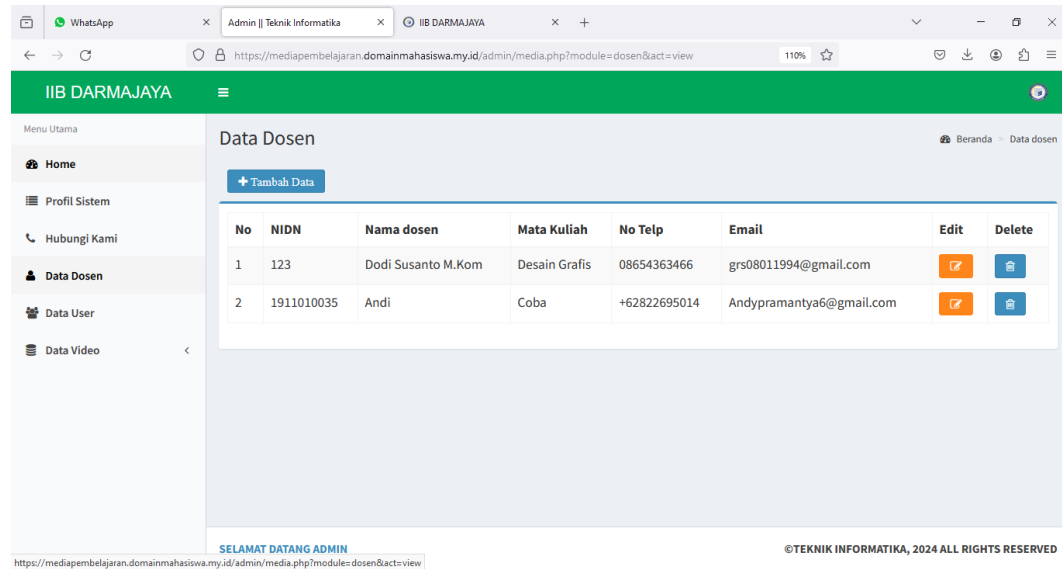 WhatsApp
Admin || Teknik Informatika
IIB DARMAJAYA
https://mediapembelajaran.domainmahasiswa.my.id/admin/media.php?module=dosen&act=view
110%
IIB DARMAJAYA
Menu Utama
Home
Profil Sistem
Hubungi Kami
Data Dosen
Data User
Data Video
Data Dosen
Beranda > Data dosen
Tambah Data
No NIDN Nama dosen Mata Kuliah No Telp Email Edit Delete
1 123 Dodi Susanto M.Kom Desain Grafis 08654363466 grs08011994@gmail.com
2 1911010035 Andi Coba +62822695014 Andypramantya6@gmail.com
SELAMAT DATANG ADMIN
©TEKNIK INFORMATIKA, 2024 ALL RIGHTS RESERVED
https://mediapembelajaran.domainmahasiswa.my.id/admin/media.php?module=dosen&act=view